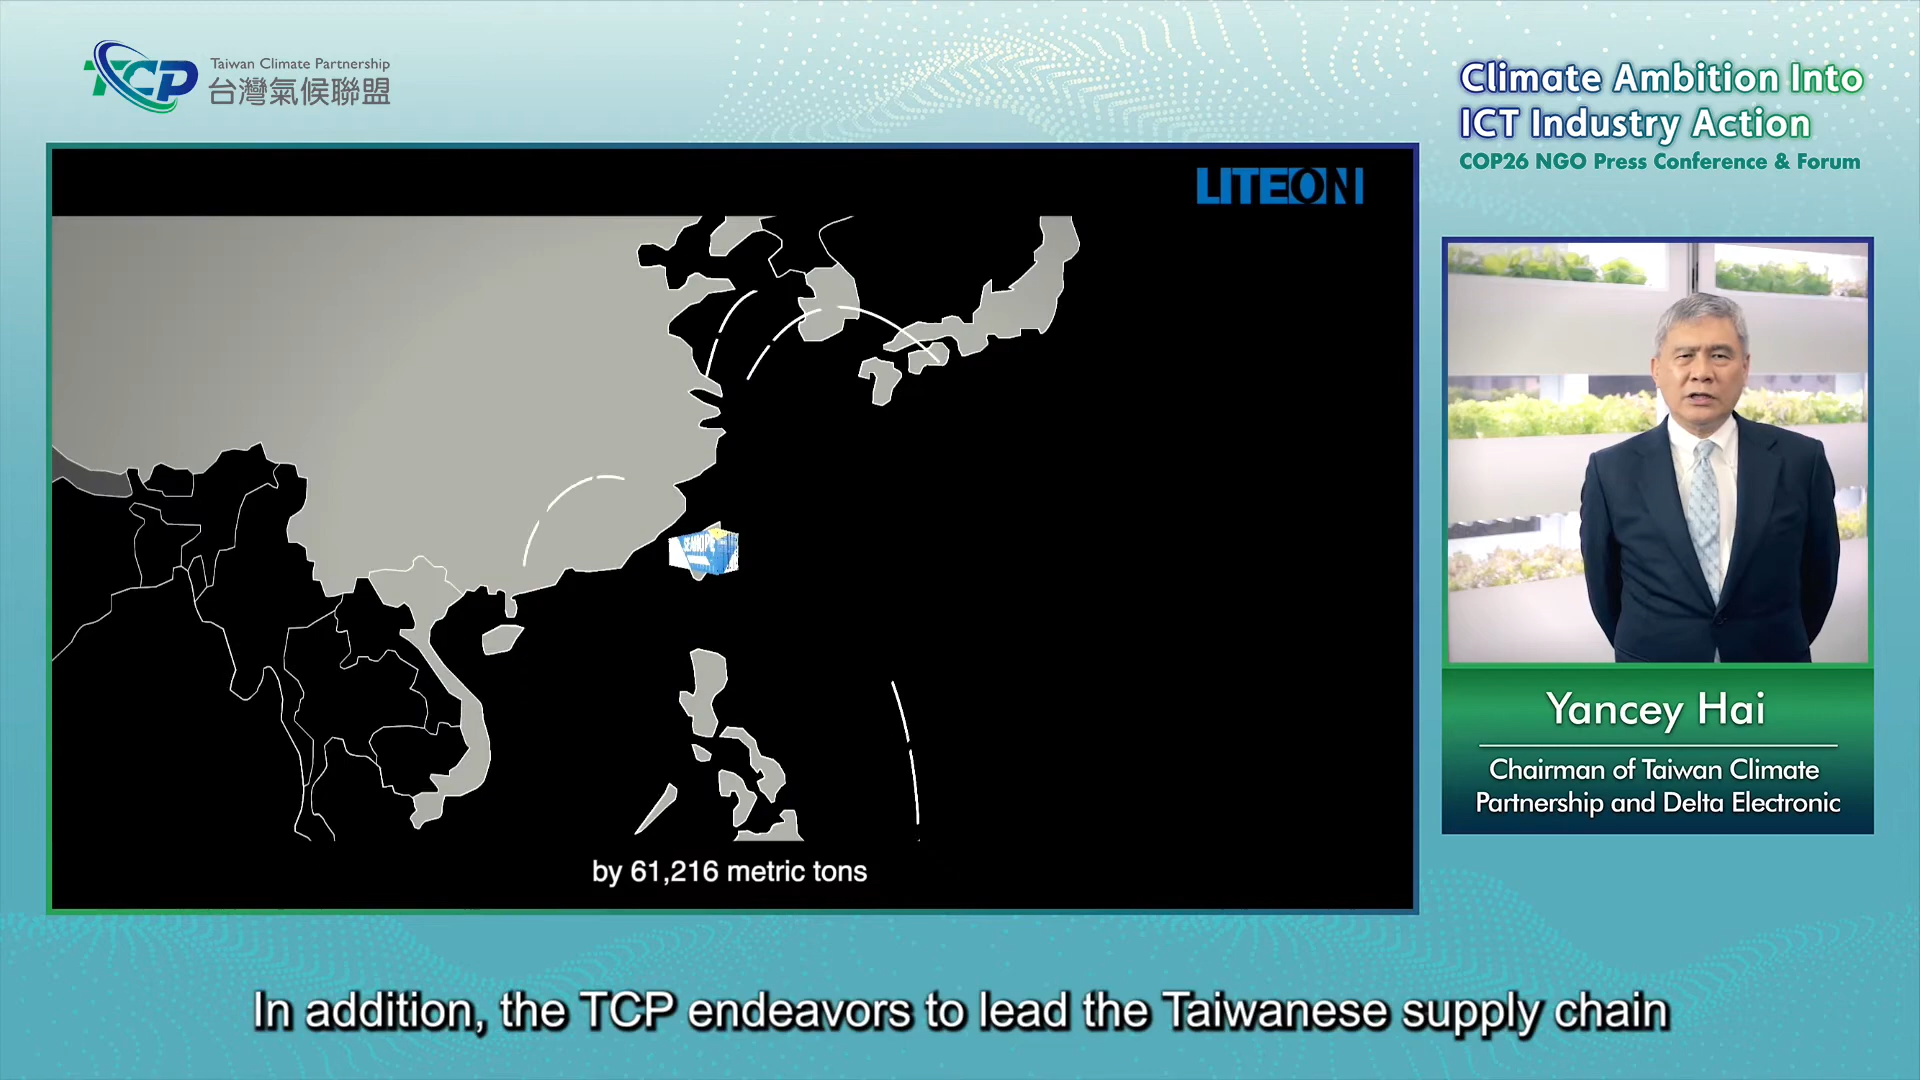 TCP
Taiwan Climate Partnership
台灣氣候聯盟
Climate Ambition Into
ICT Industry Action
COP26 NGO Press Conference & Forum
LITEON
by 61,216 metric tons
Yancey Hai
Chairman of Taiwan Climate
Partnership and Delta Electronic
In addition, the TCP endeavors to lead the Taiwanese supply chain